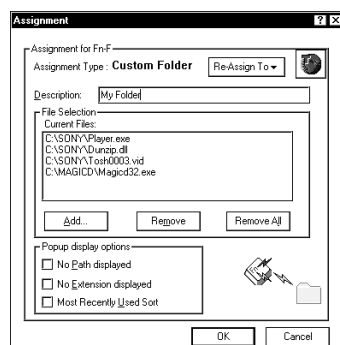 Assignment
Assignment for Fn-F
Assignment Type : Custom Folder
Re-Assign To
Description: My Folder
File Selection
Current Files:
C:\SONY\Player.exe
C:\SONY\Dunzip.dll
C:\SONY\Tosh0003.vid
C:\MAGICD\Magicd32.exe
Add... Remove Remove All
Popup display options
No Path displayed
No Extension displayed
Most Recently Used Sort
OK Cancel